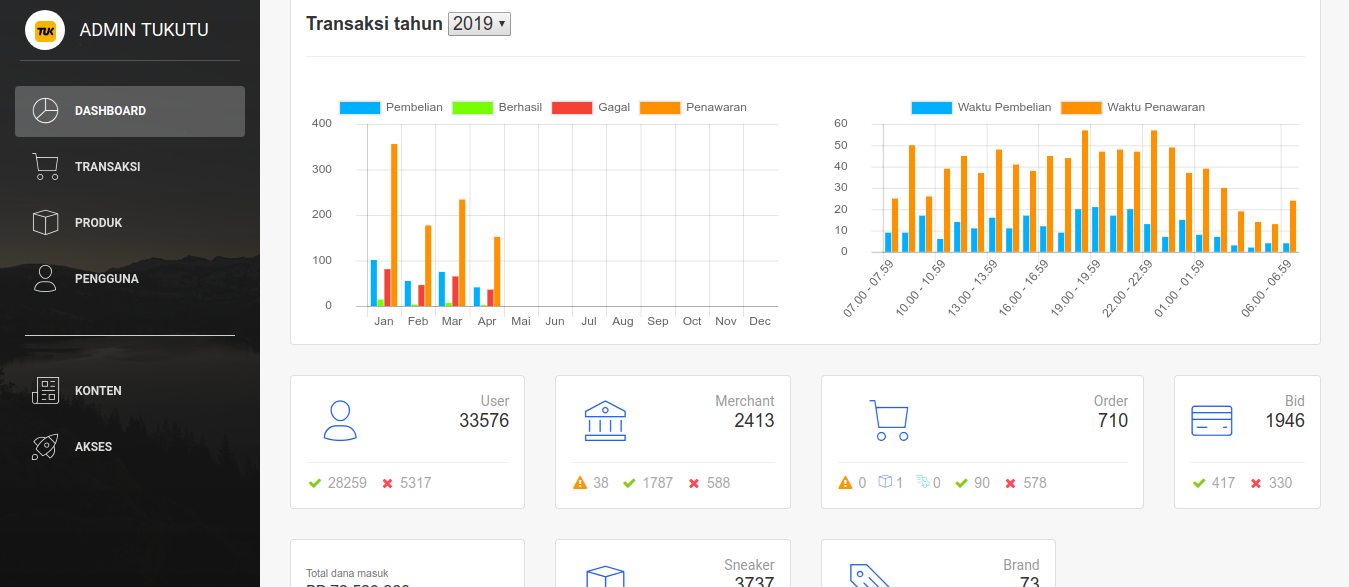 TUK ADMIN TUKUTU
DASHBOARD
TRANSAKSI
PRODUK
PENGGUNA
KONTEN
AKSES
Transaksi tahun 2019
Pembelian Berhasil Gagal Penawaran
400
300
200
100
0
Jan Feb Mar Apr Mai Jun Jul Aug Sep Oct Nov Dec
Waktu Pembelian Waktu Penawaran
60
50
40
30
20
10
0
07.00 - 07.59
10.00 - 10.59
13.00 - 13.59
16.00 - 16.59
19.00 - 19.59
22.00 - 22.59
01.00 - 01.59
06.00 - 06.59
User
33576
28259 5317
Merchant
2413
38 1787 588
Order
710
0 1 0 90 578
Bid
1946
417 330
Total dana masuk
Sneaker
3737
Brand
73